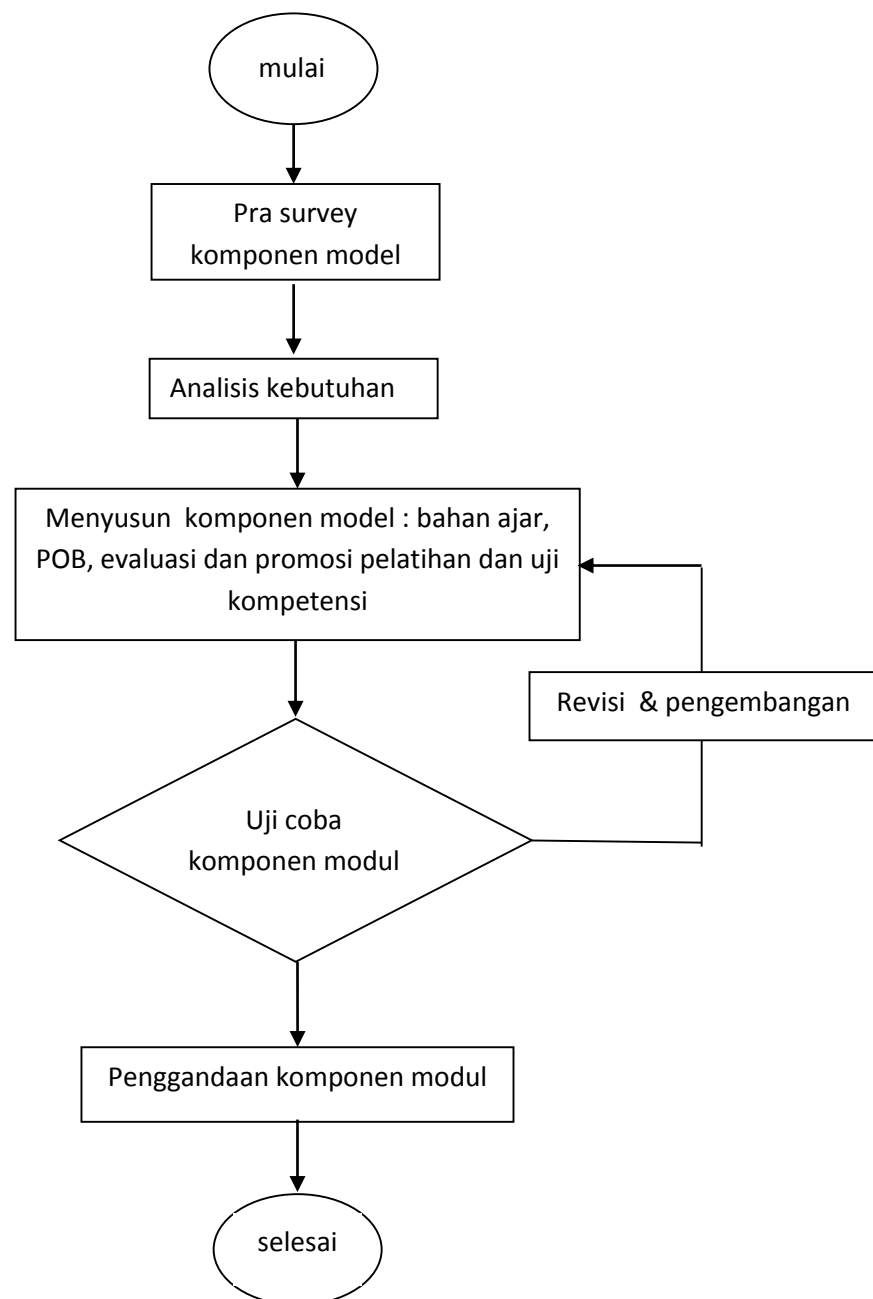 mulai
Pra survey
komponen model
Analisis kebutuhan
Menyusun  komponen model : bahan ajar,
POB, evaluasi dan promosi pelatihan dan uji
kompetensi
Revisi  & pengembangan
Uji coba
komponen modul
Penggandaan komponen modul
selesai